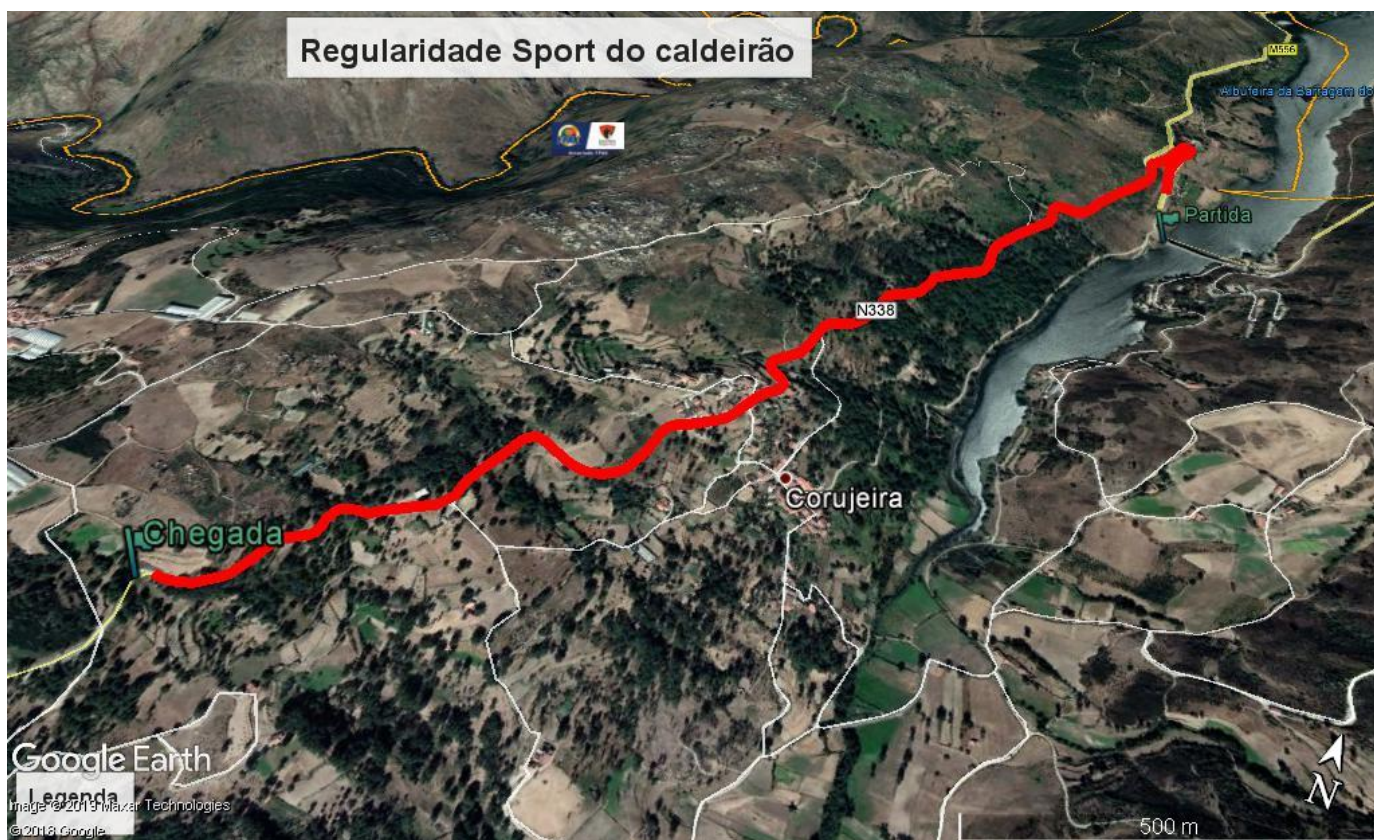 Regularidade Sport do caldeirão
M556
Albufeira da Barragem do
Partida
N338
Corujeira
Chegada
Google Earth
Legenda
Image © 2018 Maxar Technologies
© 2018 Google
N
500 m